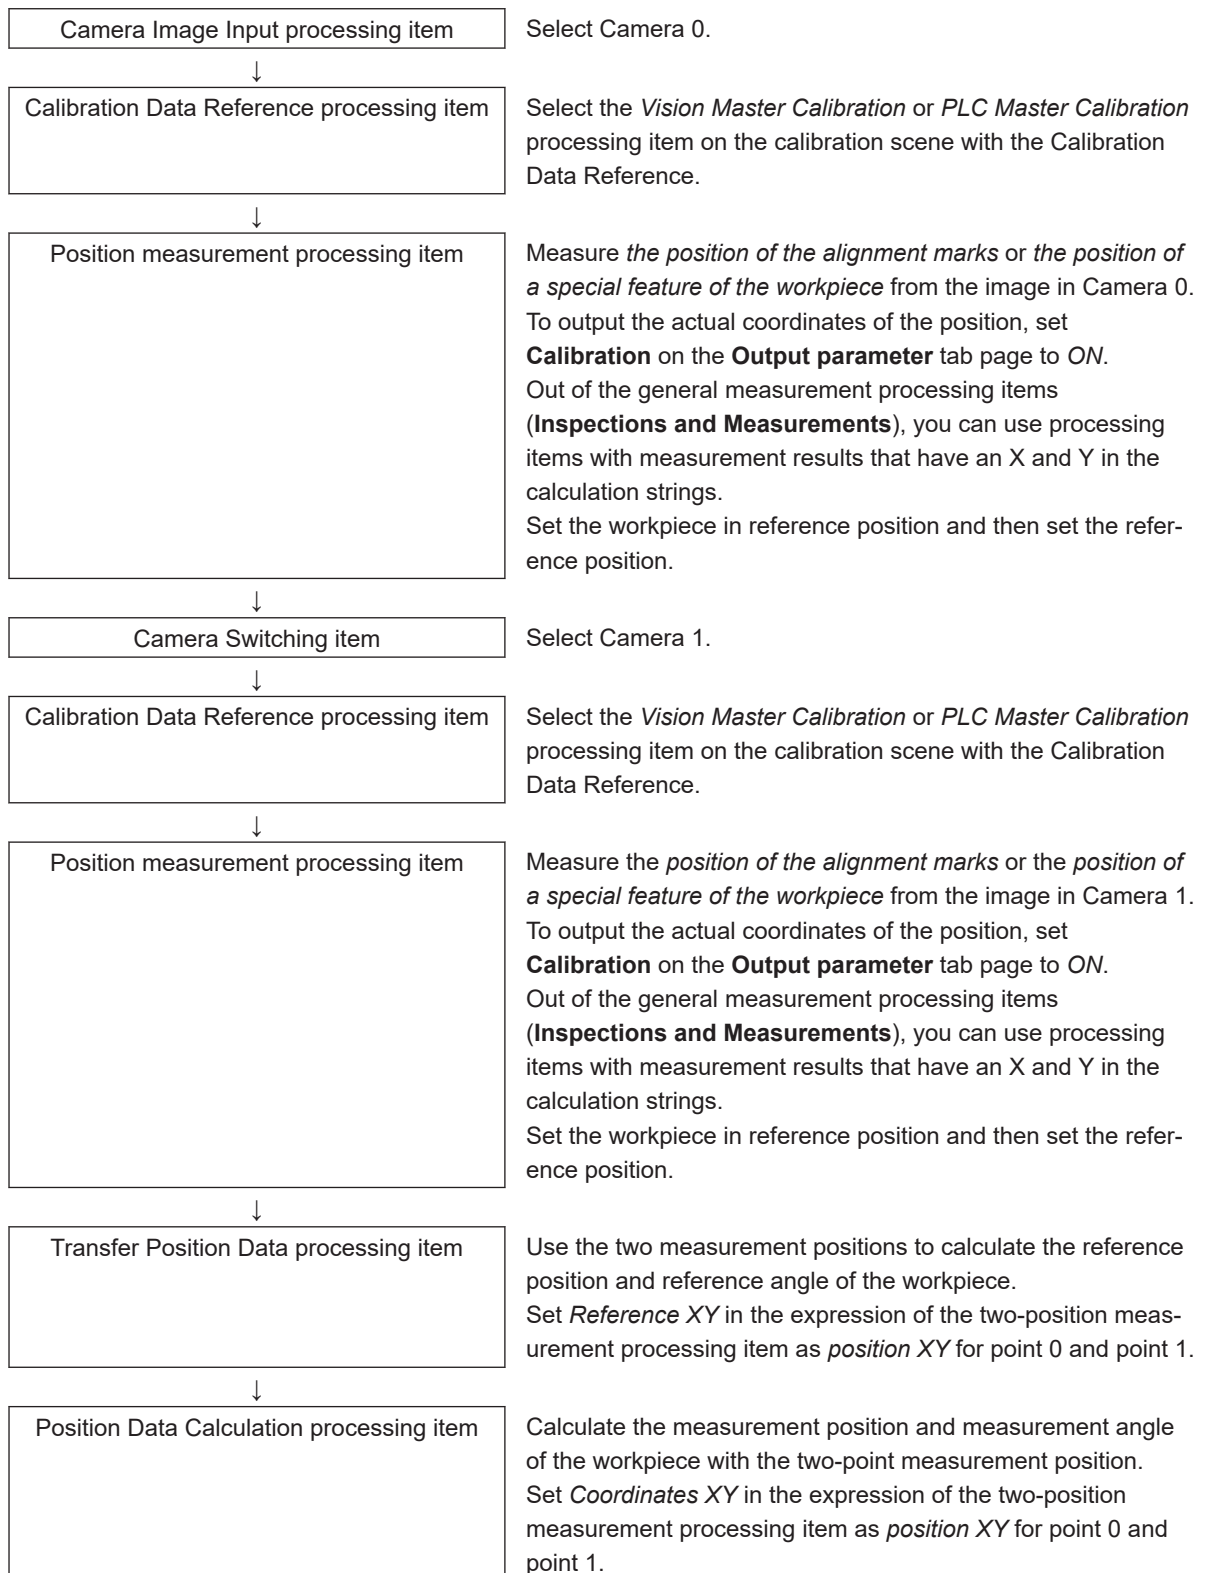 Camera Image Input processing item
Select Camera 0.
↓
Calibration Data Reference processing item
Select the Vision Master Calibration or PLC Master Calibration
processing item on the calibration scene with the Calibration
Data Reference.
↓
Position measurement processing item
Measure the position of the alignment marks or the position of
a special feature of the workpiece from the image in Camera 0.
To output the actual coordinates of the position, set
Calibration on the Output parameter tab page to ON.
Out of the general measurement processing items
(Inspections and Measurements), you can use processing
items with measurement results that have an X and Y in the
calculation strings.
Set the workpiece in reference position and then set the refer-
ence position.
↓
Camera Switching item
Select Camera 1.
↓
Calibration Data Reference processing item
Select the Vision Master Calibration or PLC Master Calibration
processing item on the calibration scene with the Calibration
Data Reference.
↓
Position measurement processing item
Measure the position of the alignment marks or the position of
a special feature of the workpiece from the image in Camera 1.
To output the actual coordinates of the position, set
Calibration on the Output parameter tab page to ON.
Out of the general measurement processing items
(Inspections and Measurements), you can use processing
items with measurement results that have an X and Y in the
calculation strings.
Set the workpiece in reference position and then set the refer-
ence position.
↓
Transfer Position Data processing item
Use the two measurement positions to calculate the reference
position and reference angle of the workpiece.
Set Reference XY in the expression of the two-position meas-
urement processing item as position XY for point 0 and point 1.
↓
Position Data Calculation processing item
Calculate the measurement position and measurement angle
of the workpiece with the two-point measurement position.
Set Coordinates XY in the expression of the two-position
measurement processing item as position XY for point 0 and
point 1.